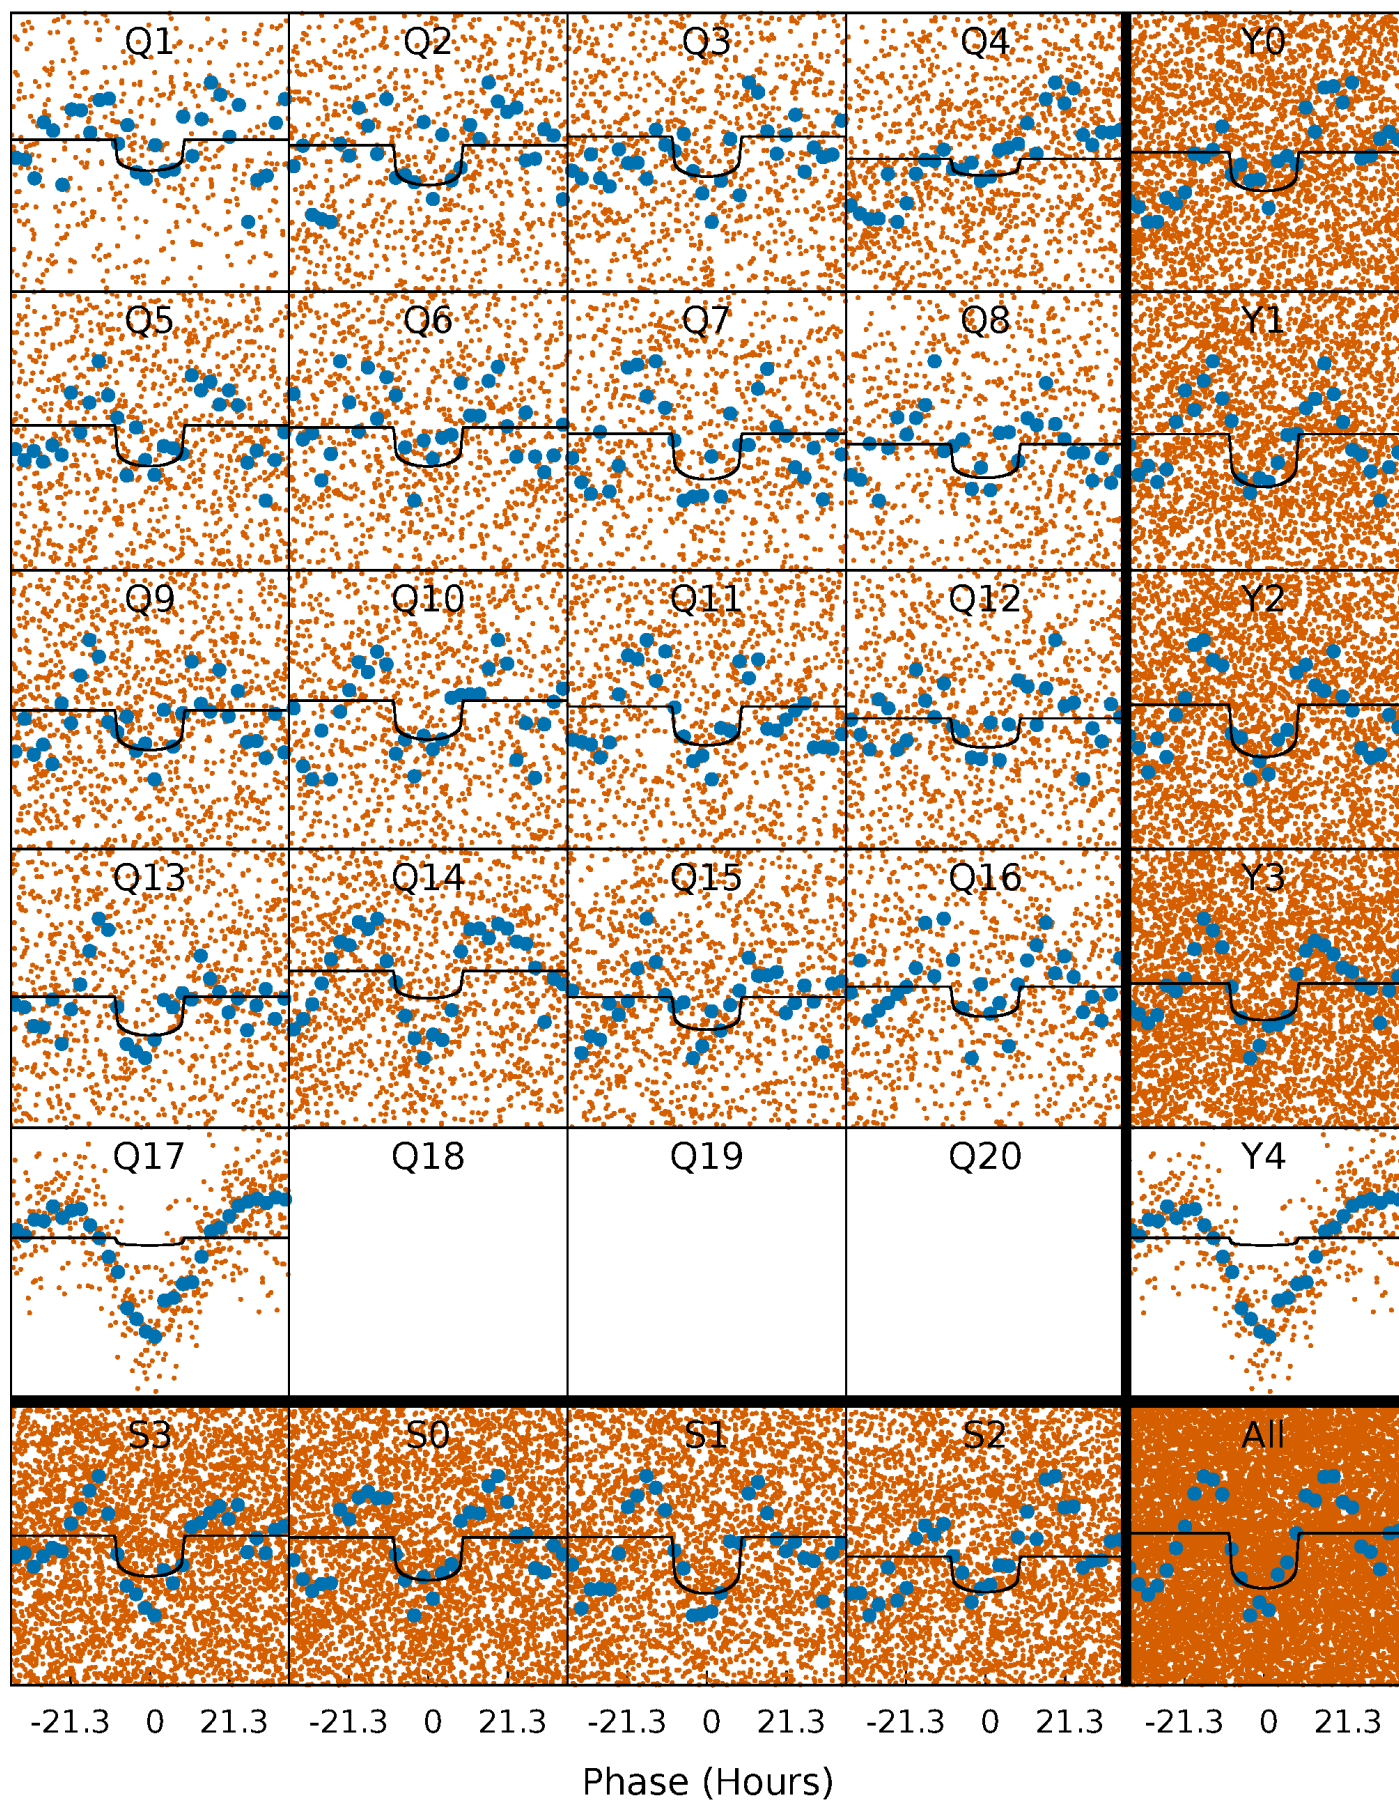 Q1 Q2 Q3 Q4 Y0
Q5 Q6 Q7 Q8 Y1
Q9 Q10 Q11 Q12 Y2
Q13 Q14 Q15 Q16 Y3
Q17 Q18 Q19 Q20 Y4
S3 S0 S1 S2 All
-21.3 0 21.3 -21.3 0 21.3 -21.3 0 21.3 -21.3 0 21.3 -21.3 0 21.3
Phase (Hours)